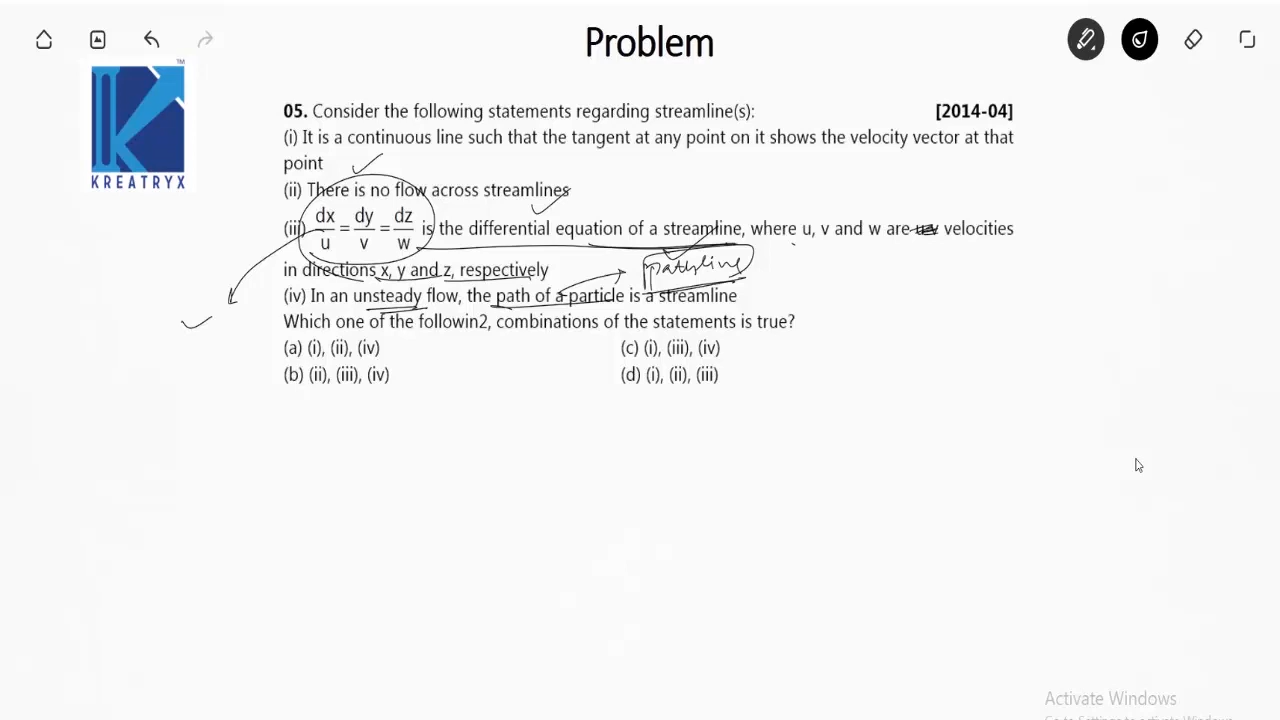 Problem
TM
KREATRYX
05. Consider the following statements regarding streamline(s): [2014-04]
(i) It is a continuous line such that the tangent at any point on it shows the velocity vector at that
point
(ii) There is no flow across streamlines
(iii) dx/u = dy/v = dz/w is the differential equation of a streamline, where u, v and w are velocities
in directions x, y and z, respectively
pathline
(iv) In an unsteady flow, the path of a particle is a streamline
Which one of the followin2, combinations of the statements is true?
(a) (i), (ii), (iv) (c) (i), (iii), (iv)
(b) (ii), (iii), (iv) (d) (i), (ii), (iii)
Activate Windows